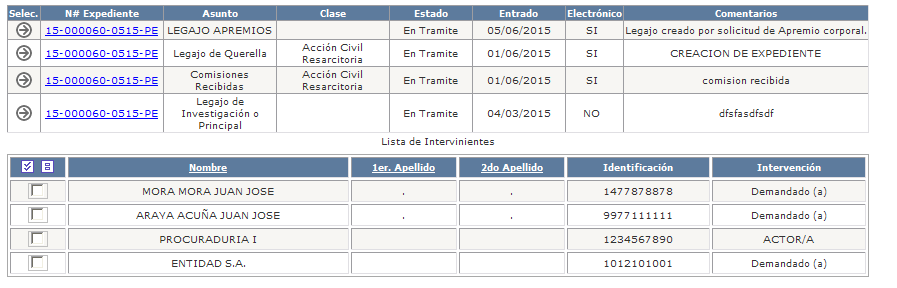 Selec. N# Expediente Asunto Clase Estado Entrado Electrónico Comentarios
15-000060-0515-PE LEGAJO APREMIOS En Tramite 05/06/2015 SI Legajo creado por solicitud de Apremio corporal.
15-000060-0515-PE Legajo de Querella Acción Civil Resarcitoria En Tramite 01/06/2015 SI CREACION DE EXPEDIENTE
15-000060-0515-PE Comisiones Recibidas Acción Civil Resarcitoria En Tramite 01/06/2015 SI comision recibida
15-000060-0515-PE Legajo de Investigación o Principal En Tramite 04/03/2015 NO dfsfasdfsdf
Lista de Intervinientes
Nombre 1er. Apellido 2do Apellido Identificación Intervención
MORA MORA JUAN JOSE . . 1477878878 Demandado (a)
ARAYA ACUÑA JUAN JOSE . . 9977111111 Demandado (a)
PROCURADURIA I 1234567890 ACTOR/A
ENTIDAD S.A. 1012101001 Demandado (a)